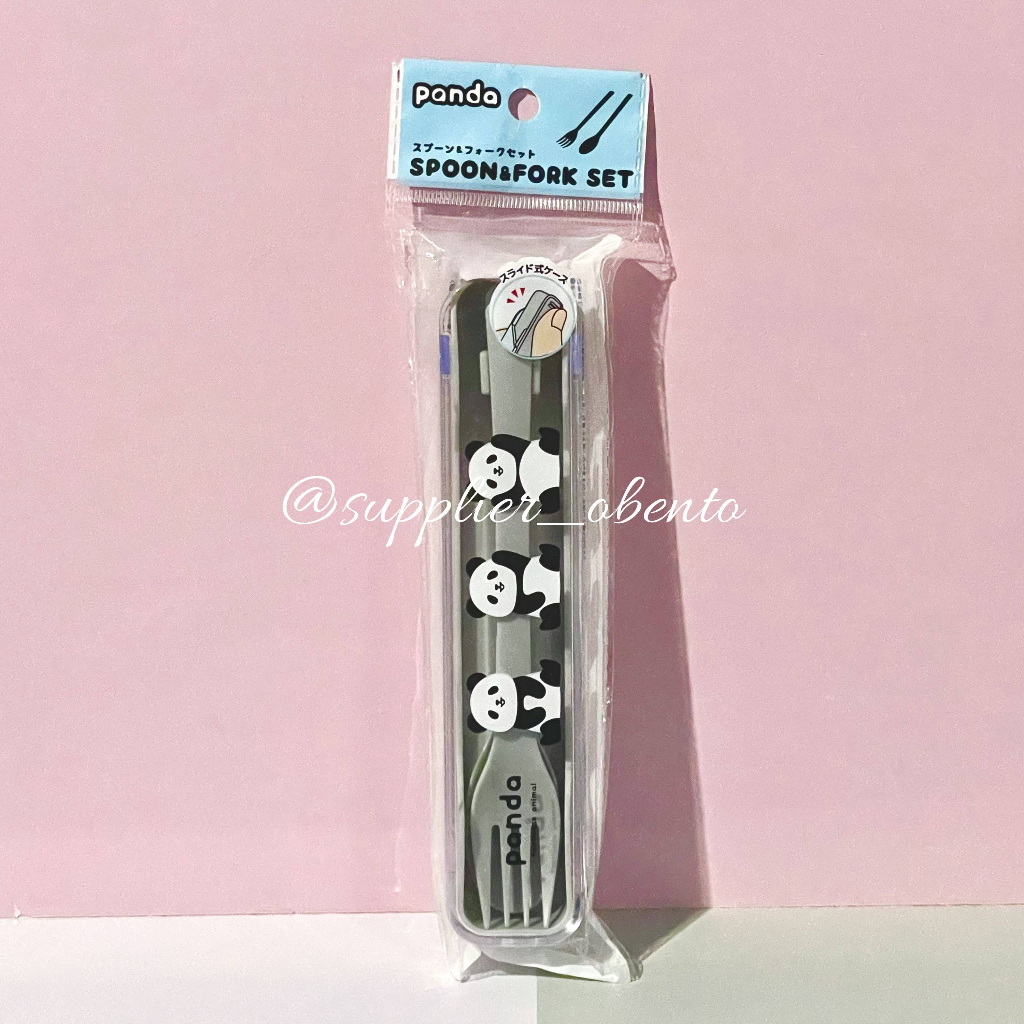 panda
スプーン&フォークセット
SPOON&FORK SET
スライド式ケース
@supplier_obento
panda
animal